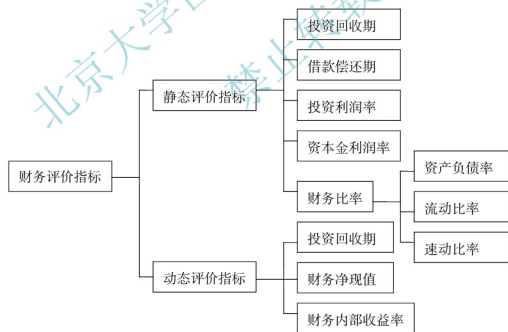 北京大学
禁止转载
投资回收期
借款偿还期
静态评价指标
投资利润率
资本金利润率
资产负债率
财务评价指标
财务比率
流动比率
速动比率
投资回收期
动态评价指标
财务净现值
财务内部收益率